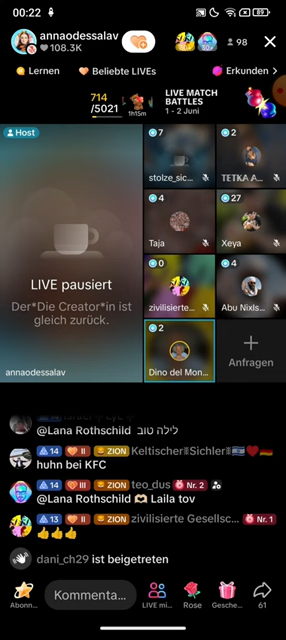 00:22
89
annaodessalav
108.3K
98
Lernen
Beliebte LIVEs
Erkunden >
714
/5021
1h15m
LIVE MATCH
BATTLES
1 - 2 Juni
Host
7
stolze_sic...
2
TETKA A...
4
Taja
27
Xeya
0
zivilisierte...
4
Abu Nixls...
2
Dino del Mon...
Anfragen
LIVE pausiert
Der*Die Creator*in ist
gleich zurück.
annaodessalav
@Lana Rothschild לילה טוב
14 II ZION Keltischer Sichler
huhn bei KFC
14 III ZION teo_dus Nr. 2
@Lana Rothschild 🫶 Laila tov
13 II ZION zivilisierte Gesellsc... Nr. 1
👍👍👍
dani_ch29 ist beigetreten
Abonn...
Kommenta...
LIVE mi...
Rose
Gesche...
61